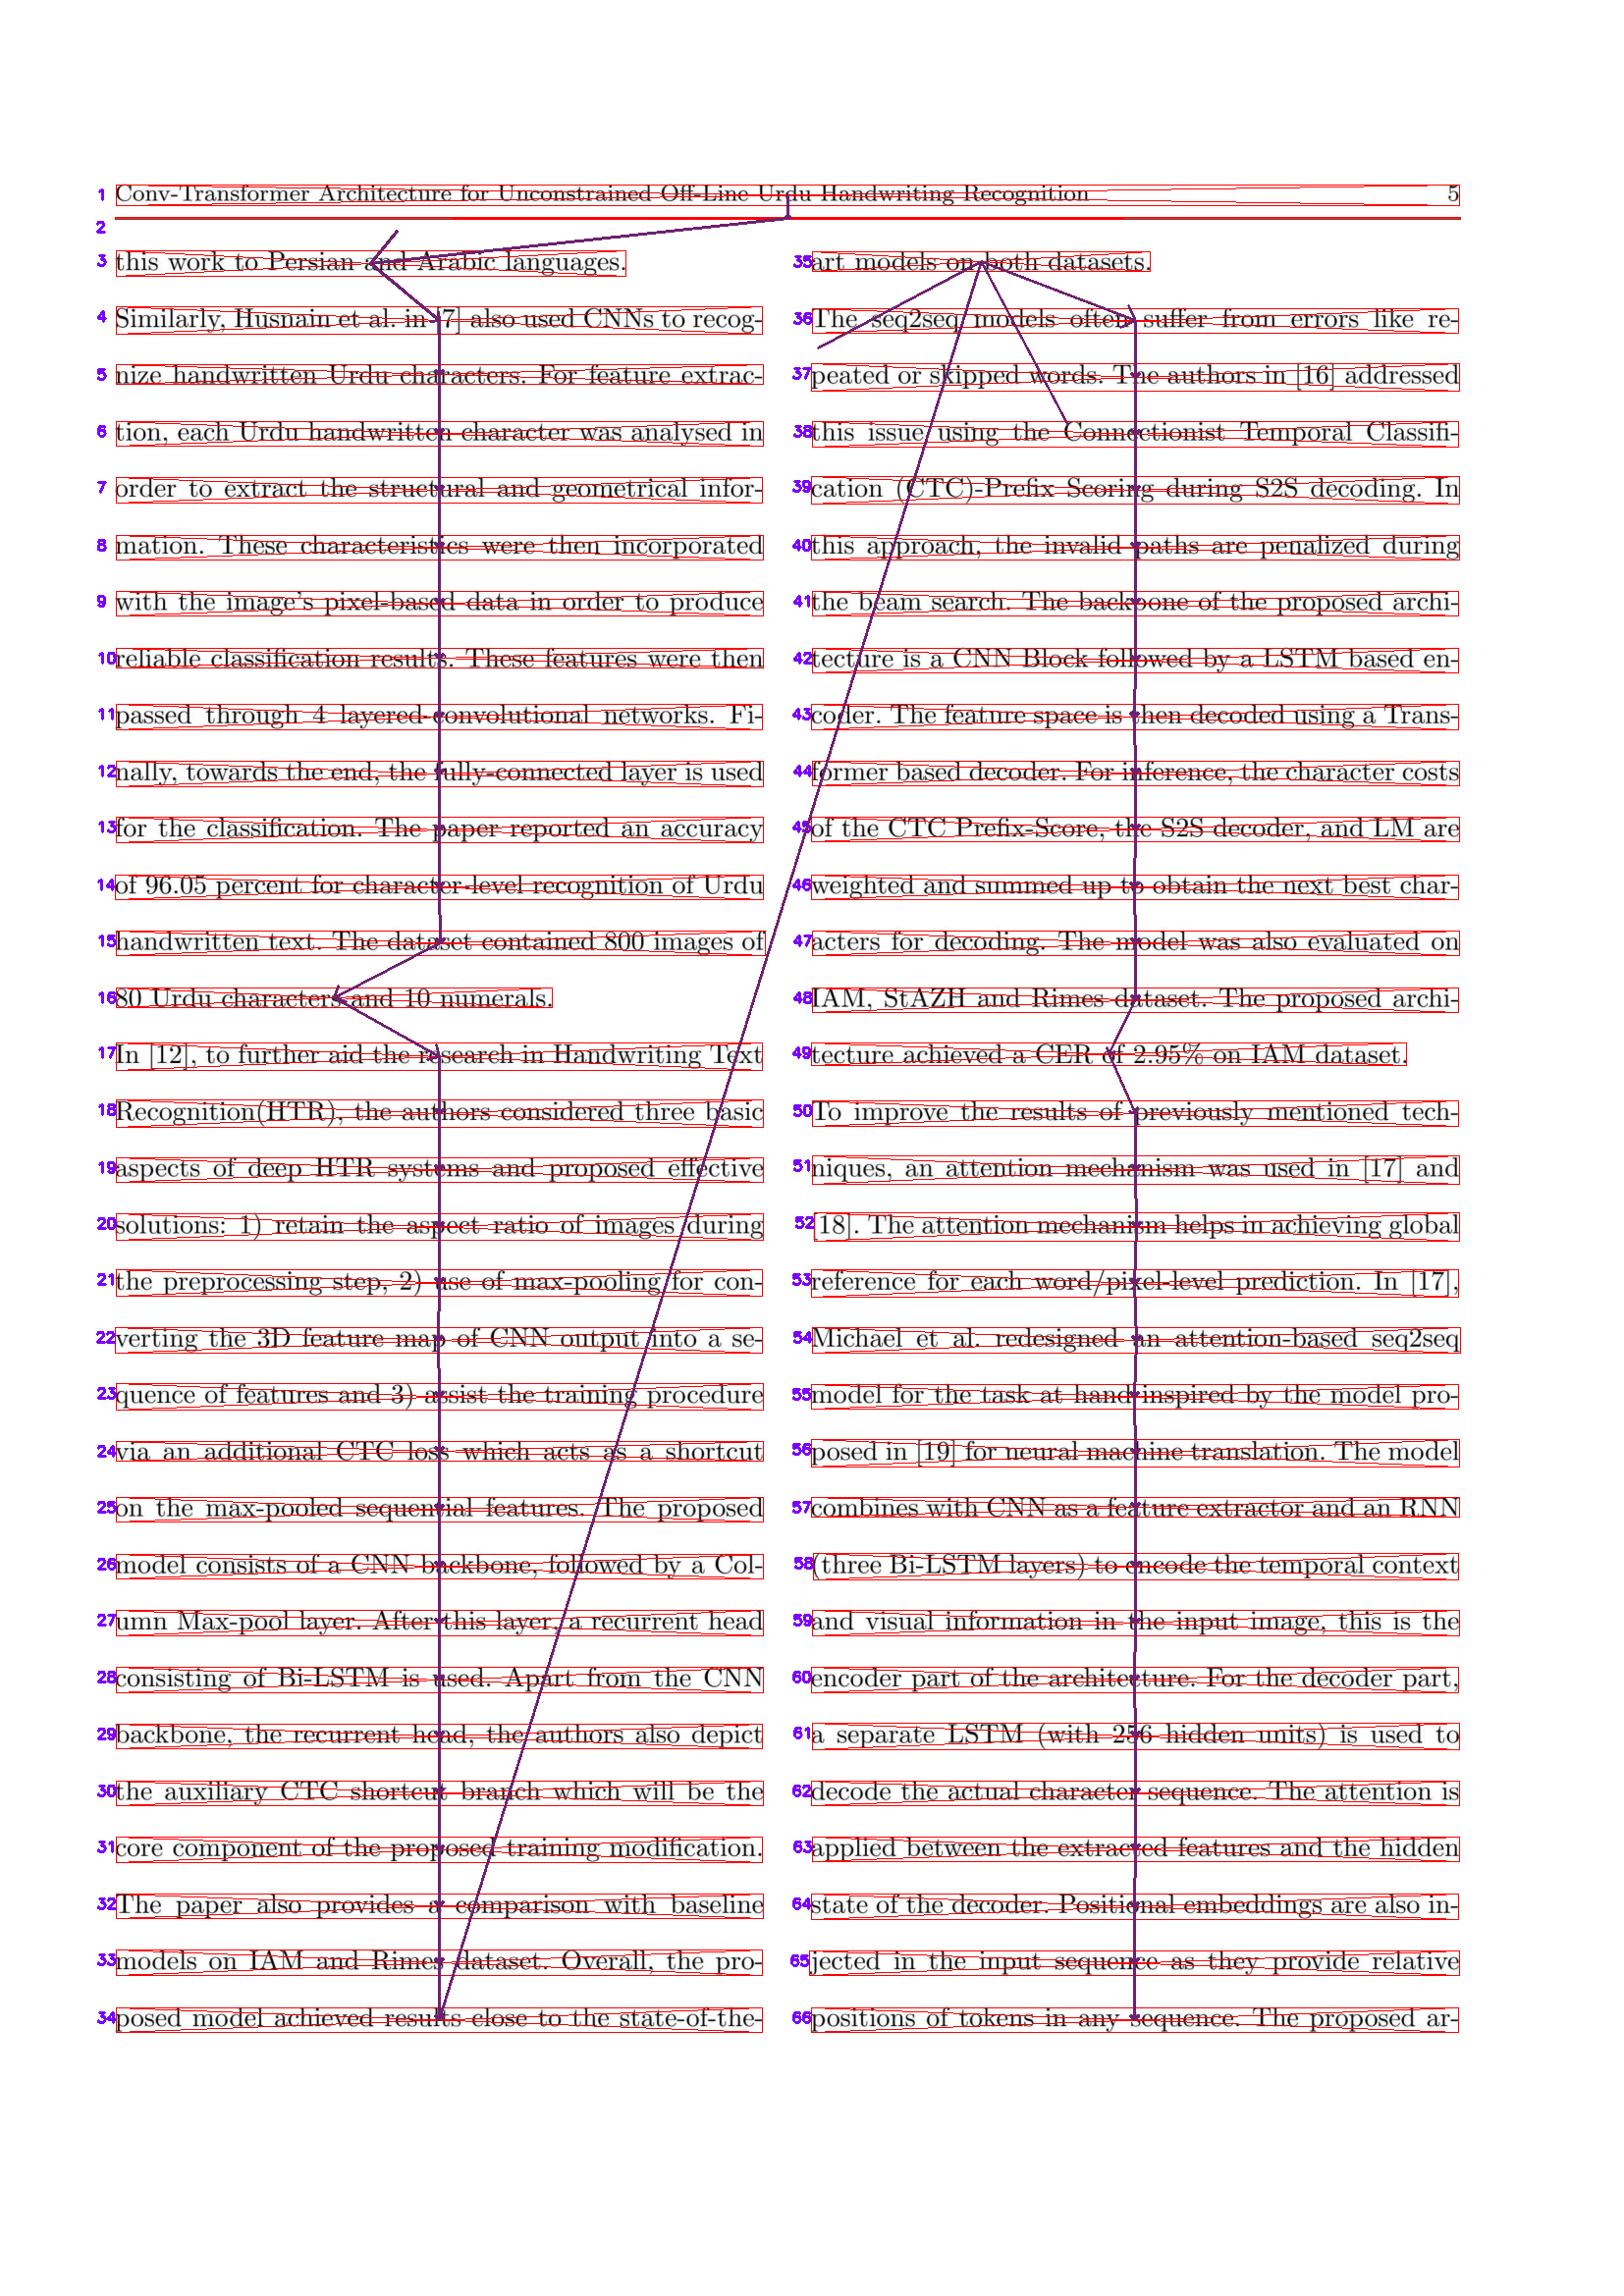 1 Conv-Transformer Architecture for Unconstrained Off-Line Urdu Handwriting Recognition 5
2
3 this work to Persian and Arabic languages.
4 Similarly, Husnain et al. in [7] also used CNNs to recog-
5 nize handwritten Urdu characters. For feature extrac-
6 tion, each Urdu handwritten character was analysed in
7 order to extract the structural and geometrical infor-
8 mation. These characteristics were then incorporated
9 with the image's pixel-based data in order to produce
10 reliable classification results. These features were then
11 passed through 4 layered-convolutional networks. Fi-
12 nally, towards the end, the fully-connected layer is used
13 for the classification. The paper reported an accuracy
14 of 96.05 percent for character-level recognition of Urdu
15 handwritten text. The dataset contained 800 images of
16 80 Urdu characters and 10 numerals.
17 In [12], to further aid the research in Handwriting Text
18 Recognition(HTR), the authors considered three basic
19 aspects of deep HTR systems and proposed effective
20 solutions: 1) retain the aspect ratio of images during
21 the preprocessing step, 2) use of max-pooling for con-
22 verting the 3D feature map of CNN output into a se-
23 quence of features and 3) assist the training procedure
24 via an additional CTC loss which acts as a shortcut
25 on the max-pooled sequential features. The proposed
26 model consists of a CNN backbone, followed by a Col-
27 umn Max-pool layer. After this layer, a recurrent head
28 consisting of Bi-LSTM is used. Apart from the CNN
29 backbone, the recurrent head, the authors also depict
30 the auxiliary CTC shortcut branch which will be the
31 core component of the proposed training modification.
32 The paper also provides a comparison with baseline
33 models on IAM and Rimes dataset. Overall, the pro-
34 posed model achieved results close to the state-of-the-
35 art models on both datasets.
36 The seq2seq models often suffer from errors like re-
37 peated or skipped words. The authors in [16] addressed
38 this issue using the Connectionist Temporal Classifi-
39 cation (CTC)-Prefix Scoring during S2S decoding. In
40 this approach, the invalid paths are penalized during
41 the beam search. The backbone of the proposed archi-
42 tecture is a CNN Block followed by a LSTM based en-
43 coder. The feature space is then decoded using a Trans-
44 former based decoder. For inference, the character costs
45 of the CTC Prefix-Score, the S2S decoder, and LM are
46 weighted and summed up to obtain the next best char-
47 acters for decoding. The model was also evaluated on
48 IAM, StAZH and Rimes dataset. The proposed archi-
49 tecture achieved a CER of 2.95% on IAM dataset.
50 To improve the results of previously mentioned tech-
51 niques, an attention mechanism was used in [17] and
52 [18]. The attention mechanism helps in achieving global
53 reference for each word/pixel-level prediction. In [17],
54 Michael et al. redesigned an attention-based seq2seq
55 model for the task at hand inspired by the model pro-
56 posed in [19] for neural machine translation. The model
57 combines with CNN as a feature extractor and an RNN
58 (three Bi-LSTM layers) to encode the temporal context
59 and visual information in the input image, this is the
60 encoder part of the architecture. For the decoder part,
61 a separate LSTM (with 256 hidden units) is used to
62 decode the actual character sequence. The attention is
63 applied between the extracted features and the hidden
64 state of the decoder. Positional embeddings are also in-
65 jected in the input sequence as they provide relative
66 positions of tokens in any sequence. The proposed ar-